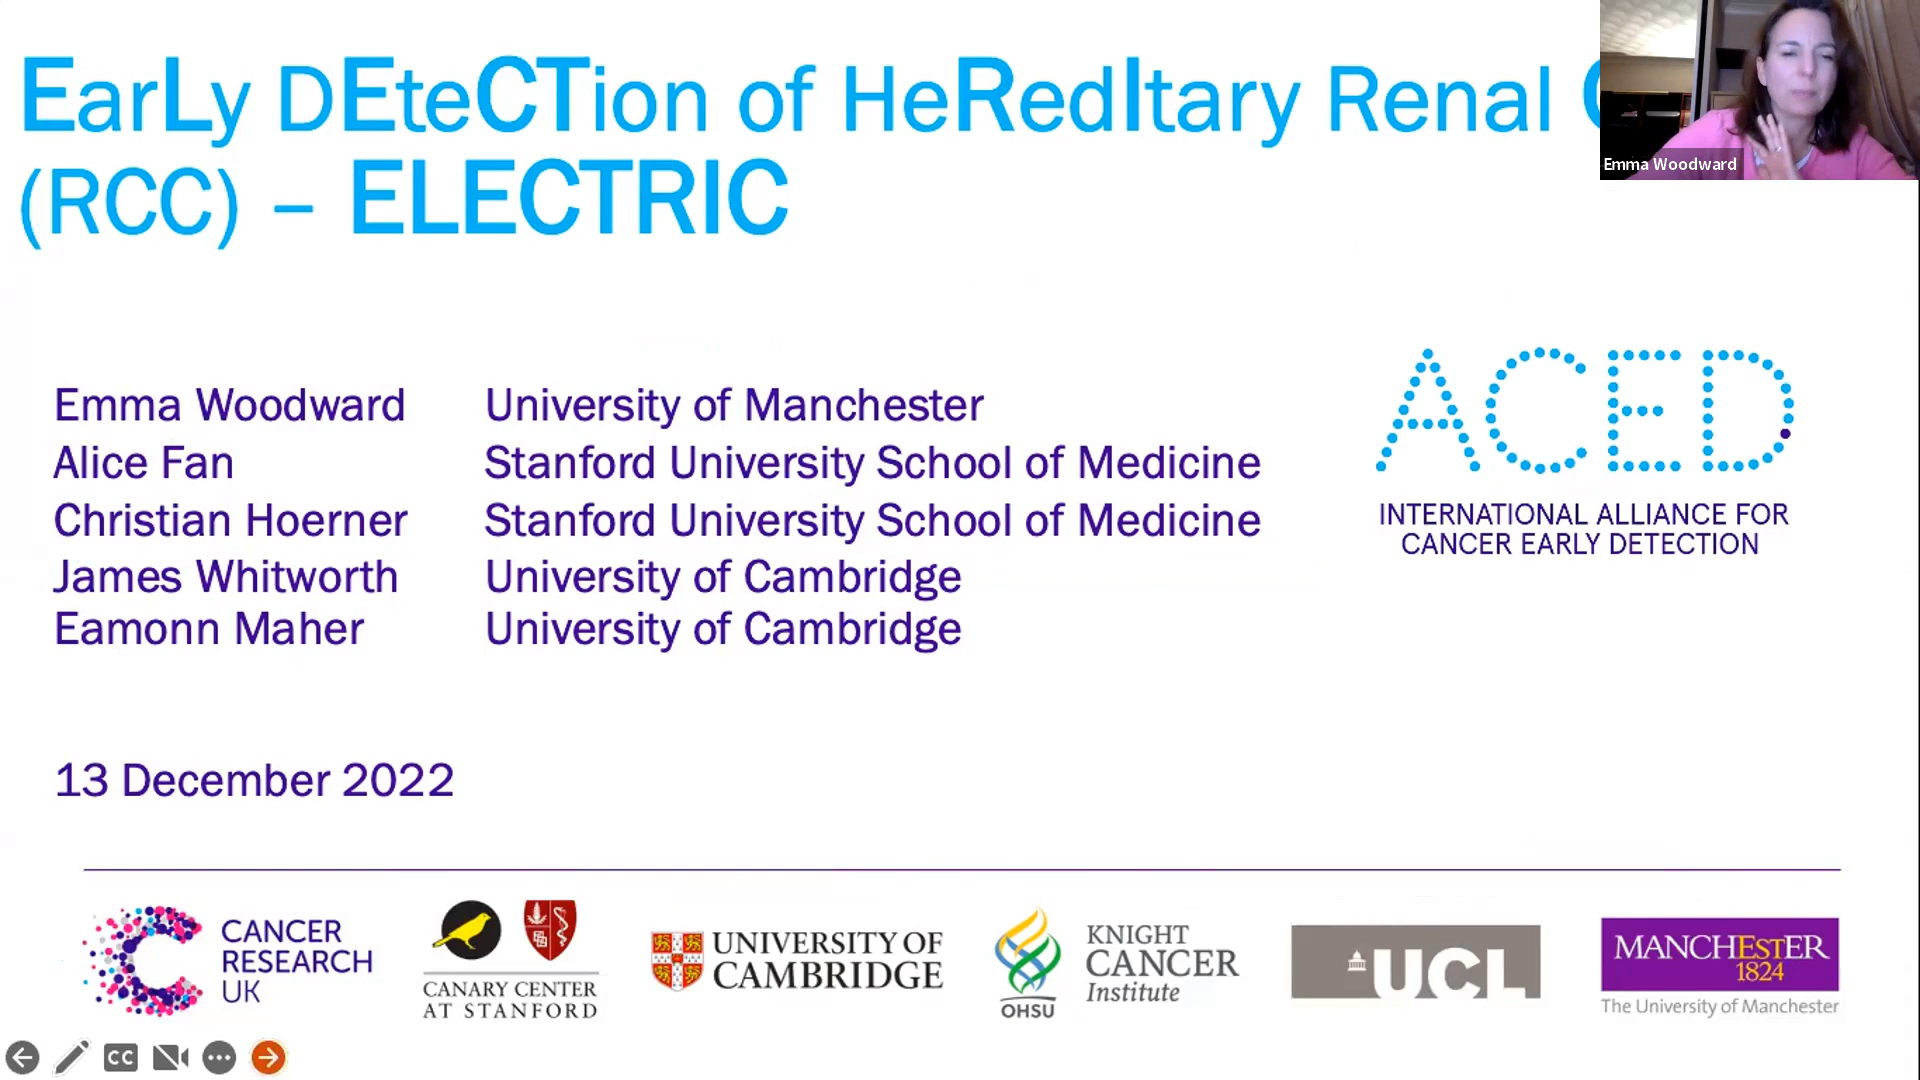 EarLy DEteCTion of HeRedItary Renal
(RCC) – ELECTRIC
Emma Woodward
Emma Woodward University of Manchester
Alice Fan Stanford University School of Medicine
Christian Hoerner Stanford University School of Medicine
James Whitworth University of Cambridge
Eamonn Maher University of Cambridge
ACED
INTERNATIONAL ALLIANCE FOR
CANCER EARLY DETECTION
13 December 2022
CANCER
RESEARCH
UK
CANARY CENTER
AT STANFORD
UNIVERSITY OF
CAMBRIDGE
OHSU
KNIGHT
CANCER
Institute
UCL
MANCHESTER
1824
The University of Manchester
CC